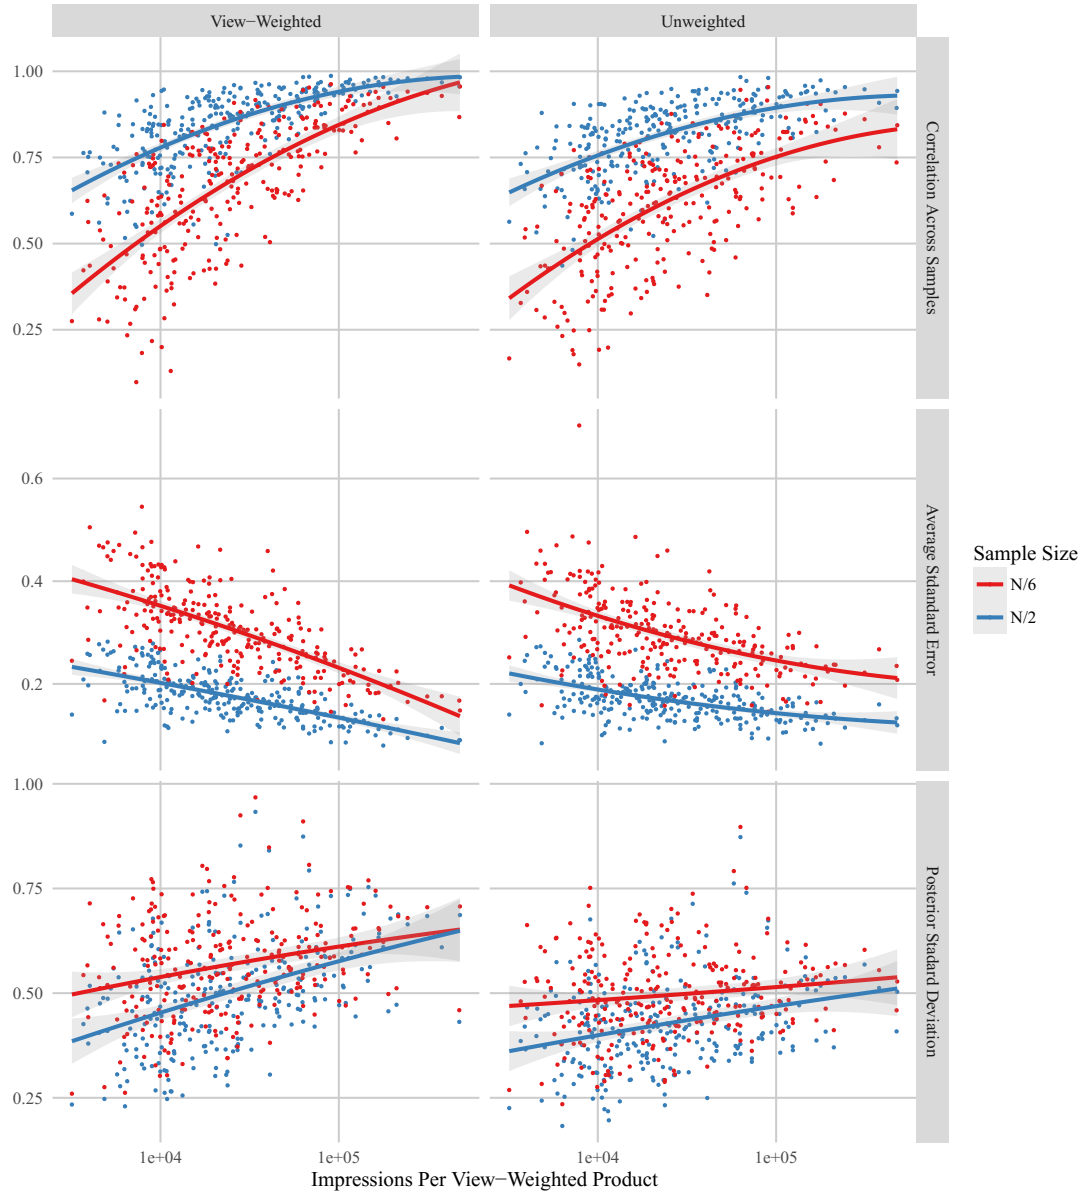 View−Weighted
Unweighted
1.00
0.75
0.50
0.25
Correlation Across Samples
0.6
0.4
0.2
Average Stdandard Error
1.00
0.75
0.50
0.25
Posterior Stadard Deviation
1e+04
1e+05
1e+04
1e+05
Impressions Per View−Weighted Product
Sample Size
N/6
N/2